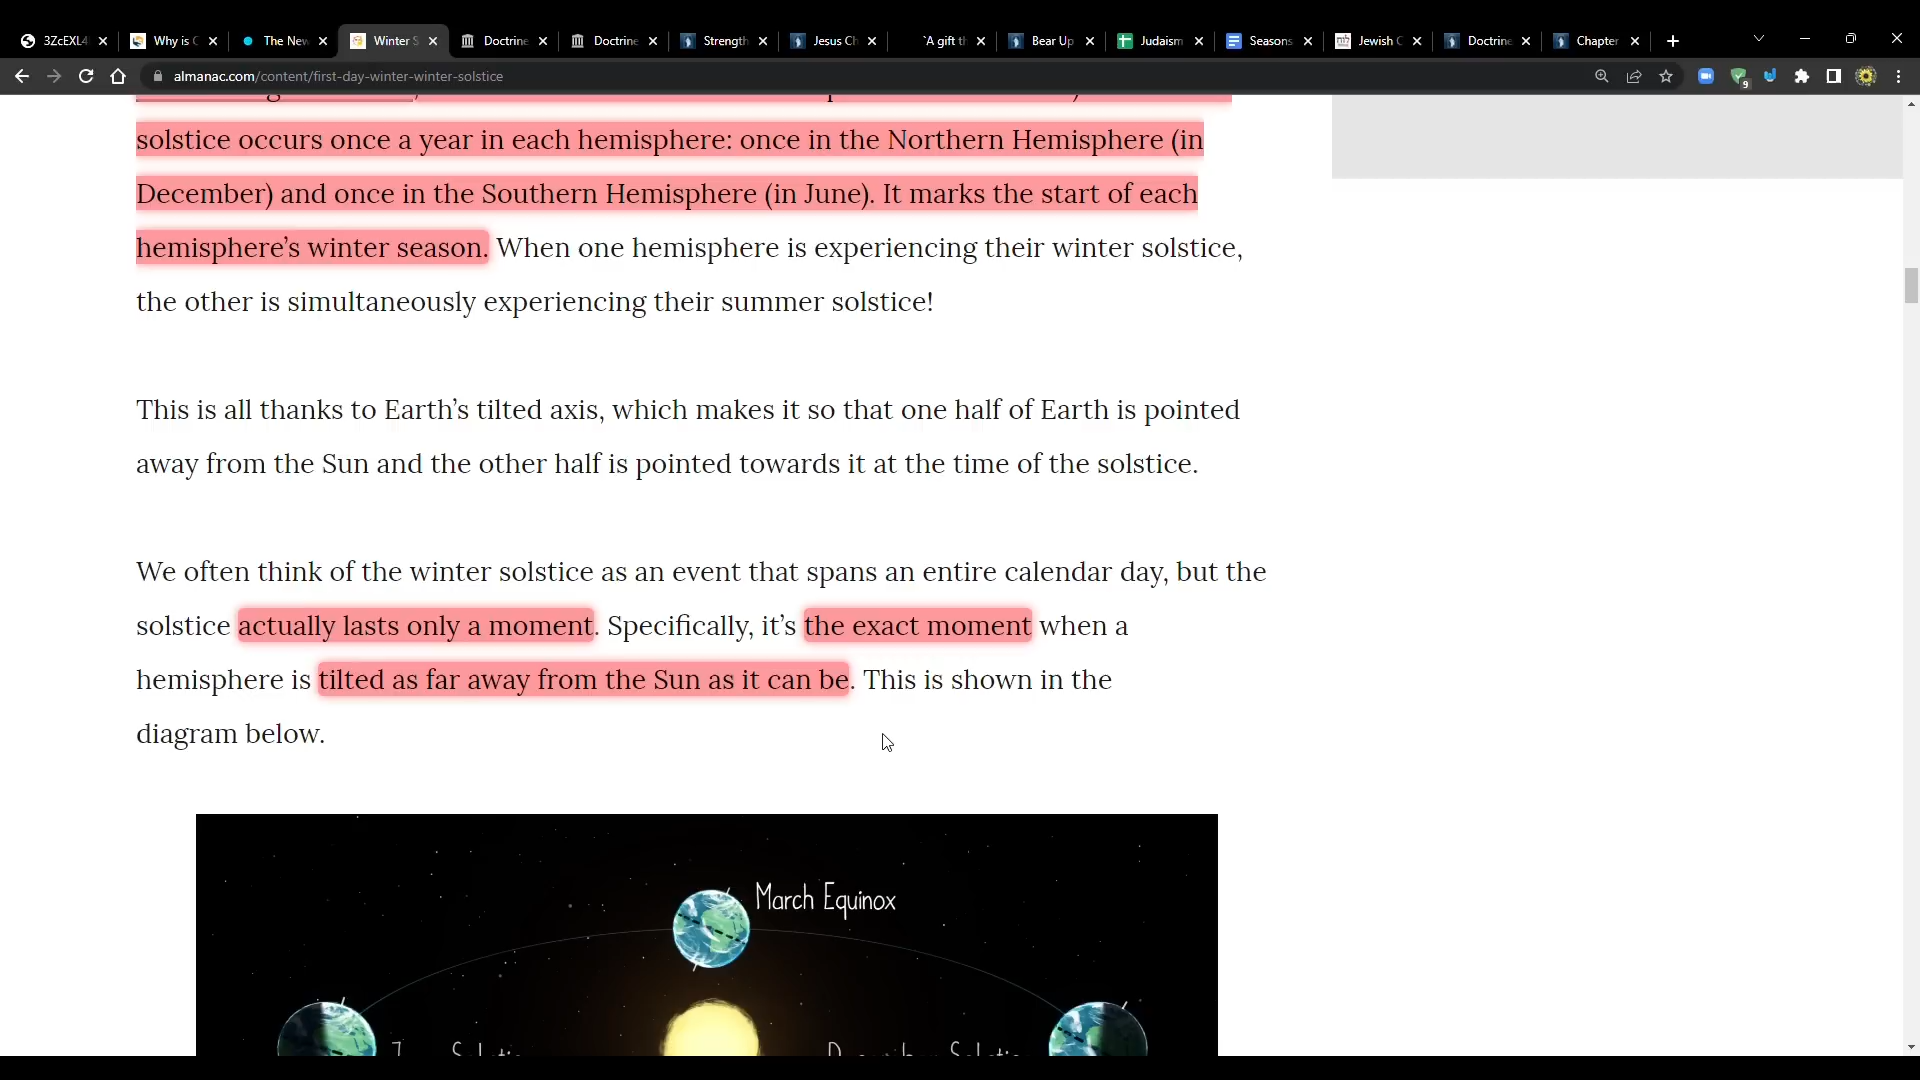 3ZcEXL4
Why is C
The New
Winter S
Doctrine
Doctrine
Strength
Jesus Ch
`A gift th
Bear Up
Judaism
Seasons
Jewish C
Doctrine
Chapter
almanac.com/content/first-day-winter-winter-solstice
9
solstice occurs once a year in each hemisphere: once in the Northern Hemisphere (in
December) and once in the Southern Hemisphere (in June). It marks the start of each
hemisphere’s winter season. When one hemisphere is experiencing their winter solstice,
the other is simultaneously experiencing their summer solstice!
This is all thanks to Earth’s tilted axis, which makes it so that one half of Earth is pointed
away from the Sun and the other half is pointed towards it at the time of the solstice.
We often think of the winter solstice as an event that spans an entire calendar day, but the
solstice actually lasts only a moment. Specifically, it’s the exact moment when a
hemisphere is tilted as far away from the Sun as it can be. This is shown in the
diagram below.
March Equinox